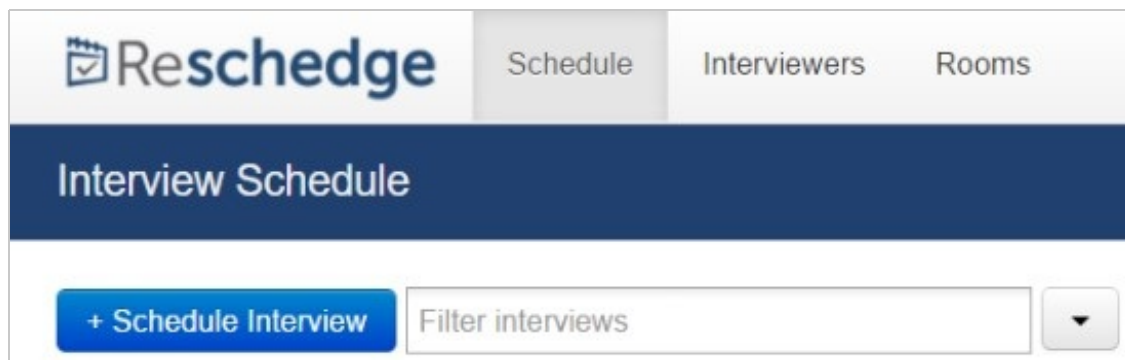 Reschedge Schedule Interviewers Rooms
Interview Schedule
+ Schedule Interview Filter interviews